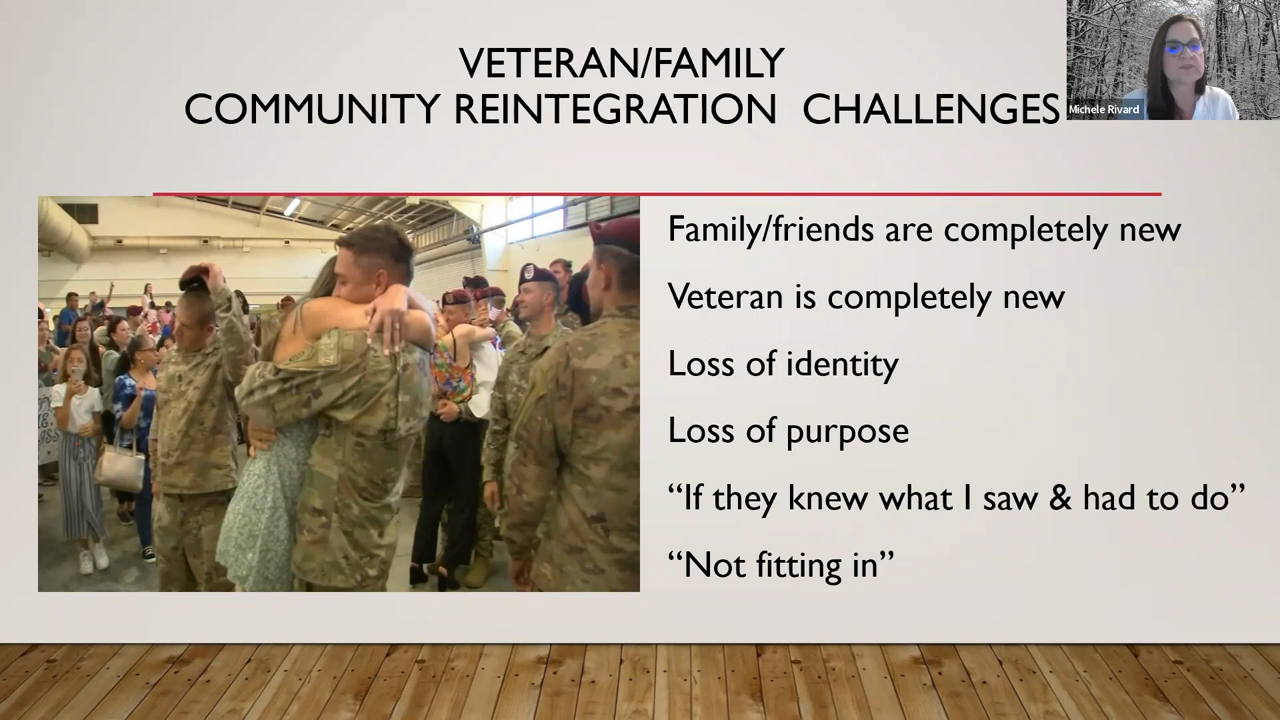 VETERAN/FAMILY
COMMUNITY REINTEGRATION CHALLENGES
Michele Rivard
Family/friends are completely new
Veteran is completely new
Loss of identity
Loss of purpose
“If they knew what I saw & had to do”
“Not fitting in”